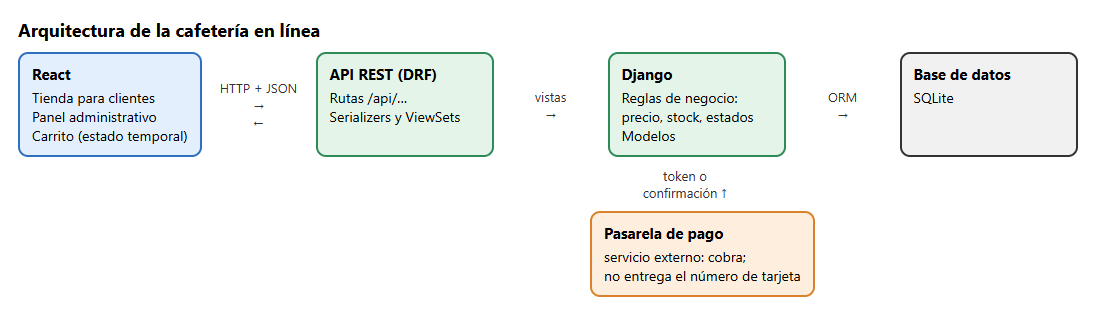 Arquitectura de la cafetería en línea
React
Tienda para clientes
Panel administrativo
Carrito (estado temporal)
HTTP + JSON
→
←
API REST (DRF)
Rutas /api/...
Serializers y ViewSets
vistas
→
Django
Reglas de negocio:
precio, stock, estados
Modelos
ORM
→
Base de datos
SQLite
token o
confirmación ↑
Pasarela de pago
servicio externo: cobra;
no entrega el número de tarjeta